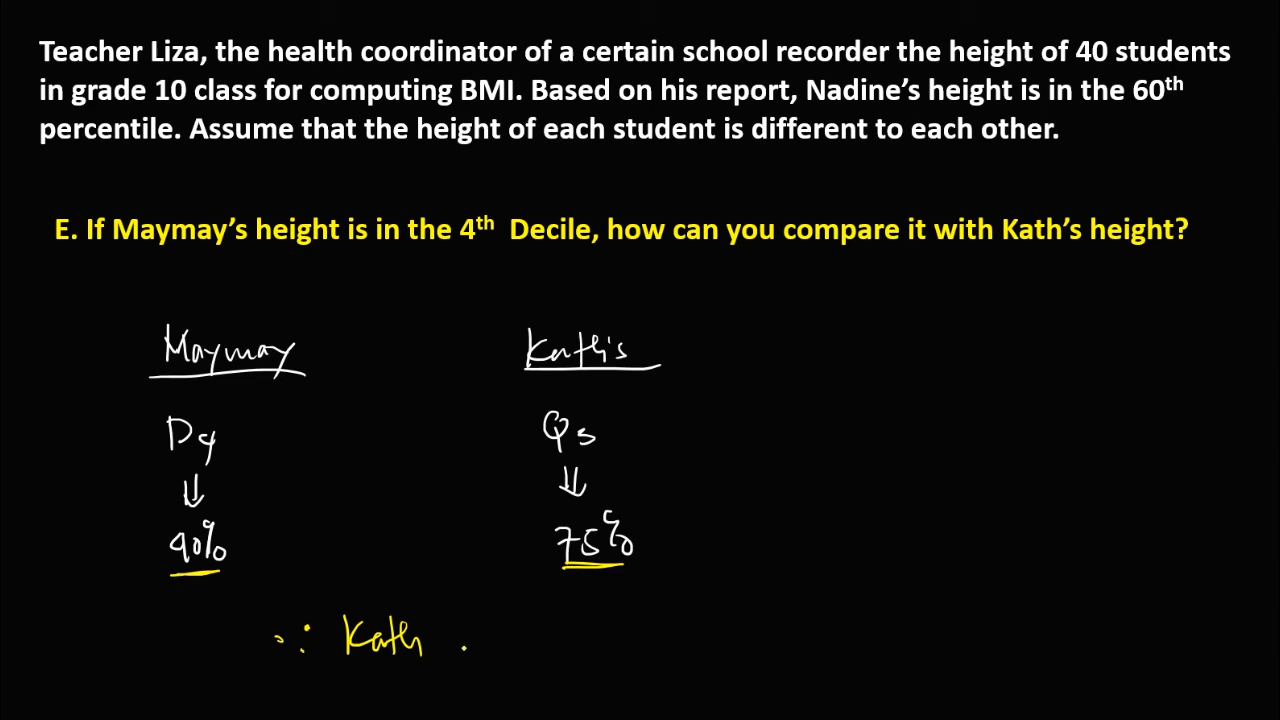 Teacher Liza, the health coordinator of a certain school recorder the height of 40 students
in grade 10 class for computing BMI. Based on his report, Nadine’s height is in the 60th
percentile. Assume that the height of each student is different to each other.
E. If Maymay’s height is in the 4th Decile, how can you compare it with Kath’s height?
Maymay Kath's
D4 Q3
40% 75%
∴ Kath